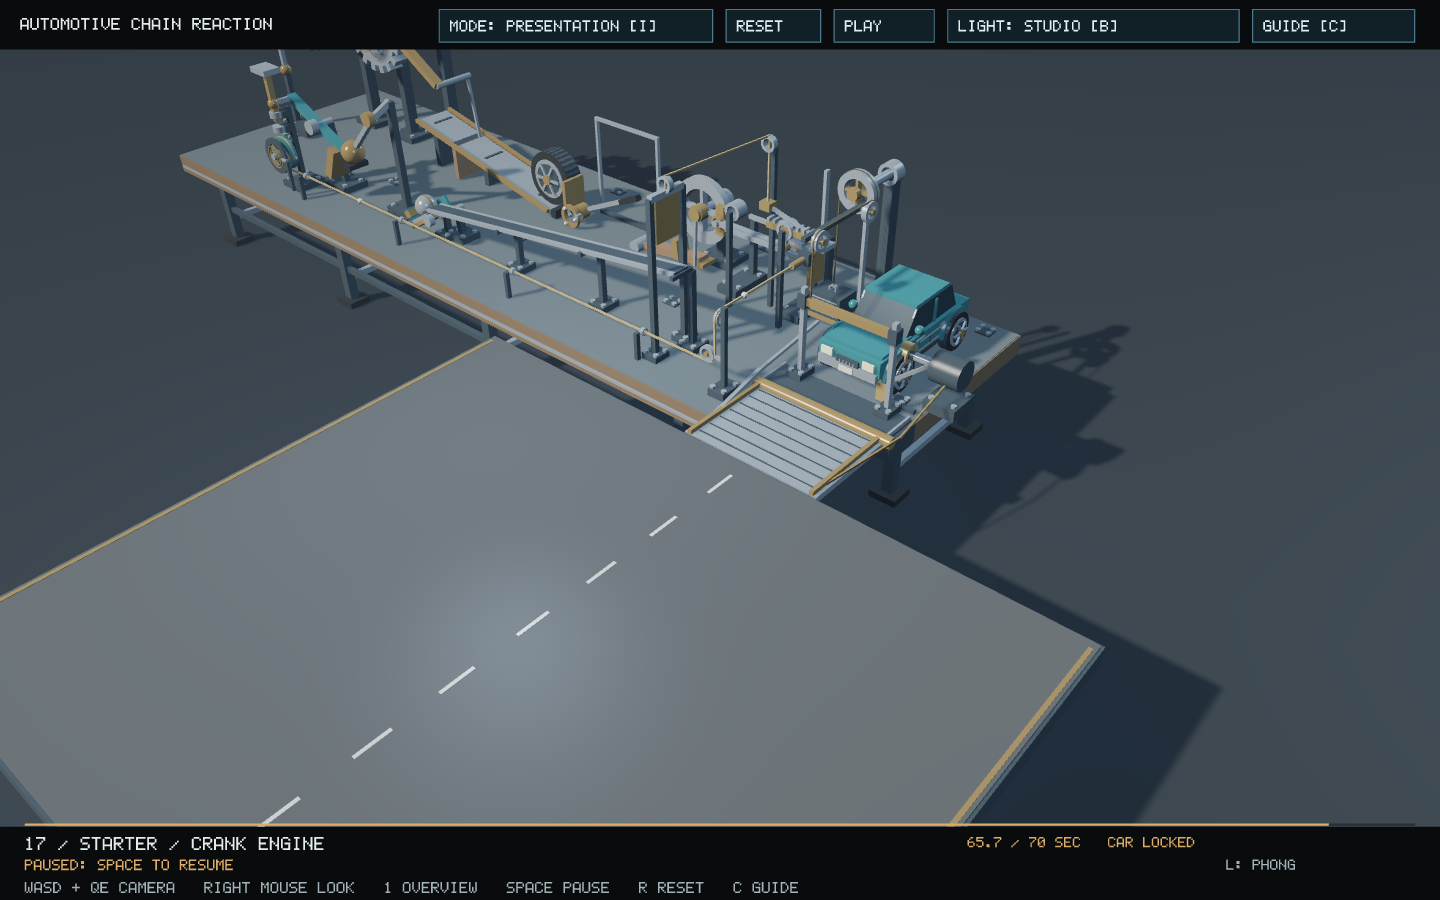 AUTOMOTIVE CHAIN REACTION
MODE: PRESENTATION [I]
RESET
PLAY
LIGHT: STUDIO [B]
GUIDE [C]
17 / STARTER / CRANK ENGINE
65.7 / 70 SEC CAR LOCKED
PAUSED: SPACE TO RESUME
L: PHONG
WASD + QE CAMERA RIGHT MOUSE LOOK 1 OVERVIEW SPACE PAUSE R RESET C GUIDE